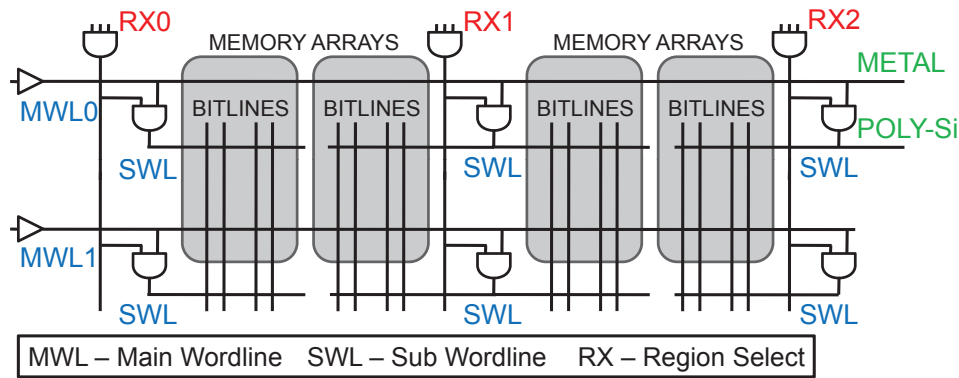 RX0 RX1 RX2
MEMORY ARRAYS MEMORY ARRAYS
METAL
MWL0 BITLINES BITLINES BITLINES BITLINES
POLY-Si
SWL SWL SWL
MWL1
SWL SWL SWL
MWL – Main Wordline SWL – Sub Wordline RX – Region Select